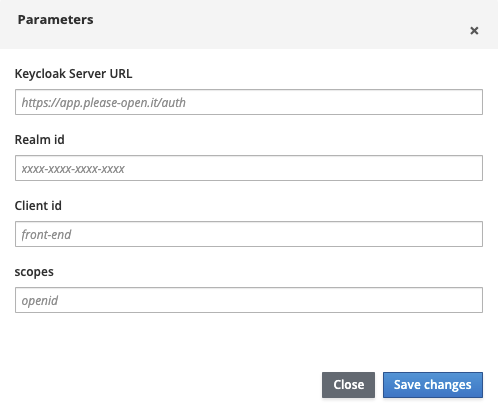 Parameters
×
Keycloak Server URL
https://app.please-open.it/auth
Realm id
xxxx-xxxx-xxxx-xxxx
Client id
front-end
scopes
openid
Close Save changes